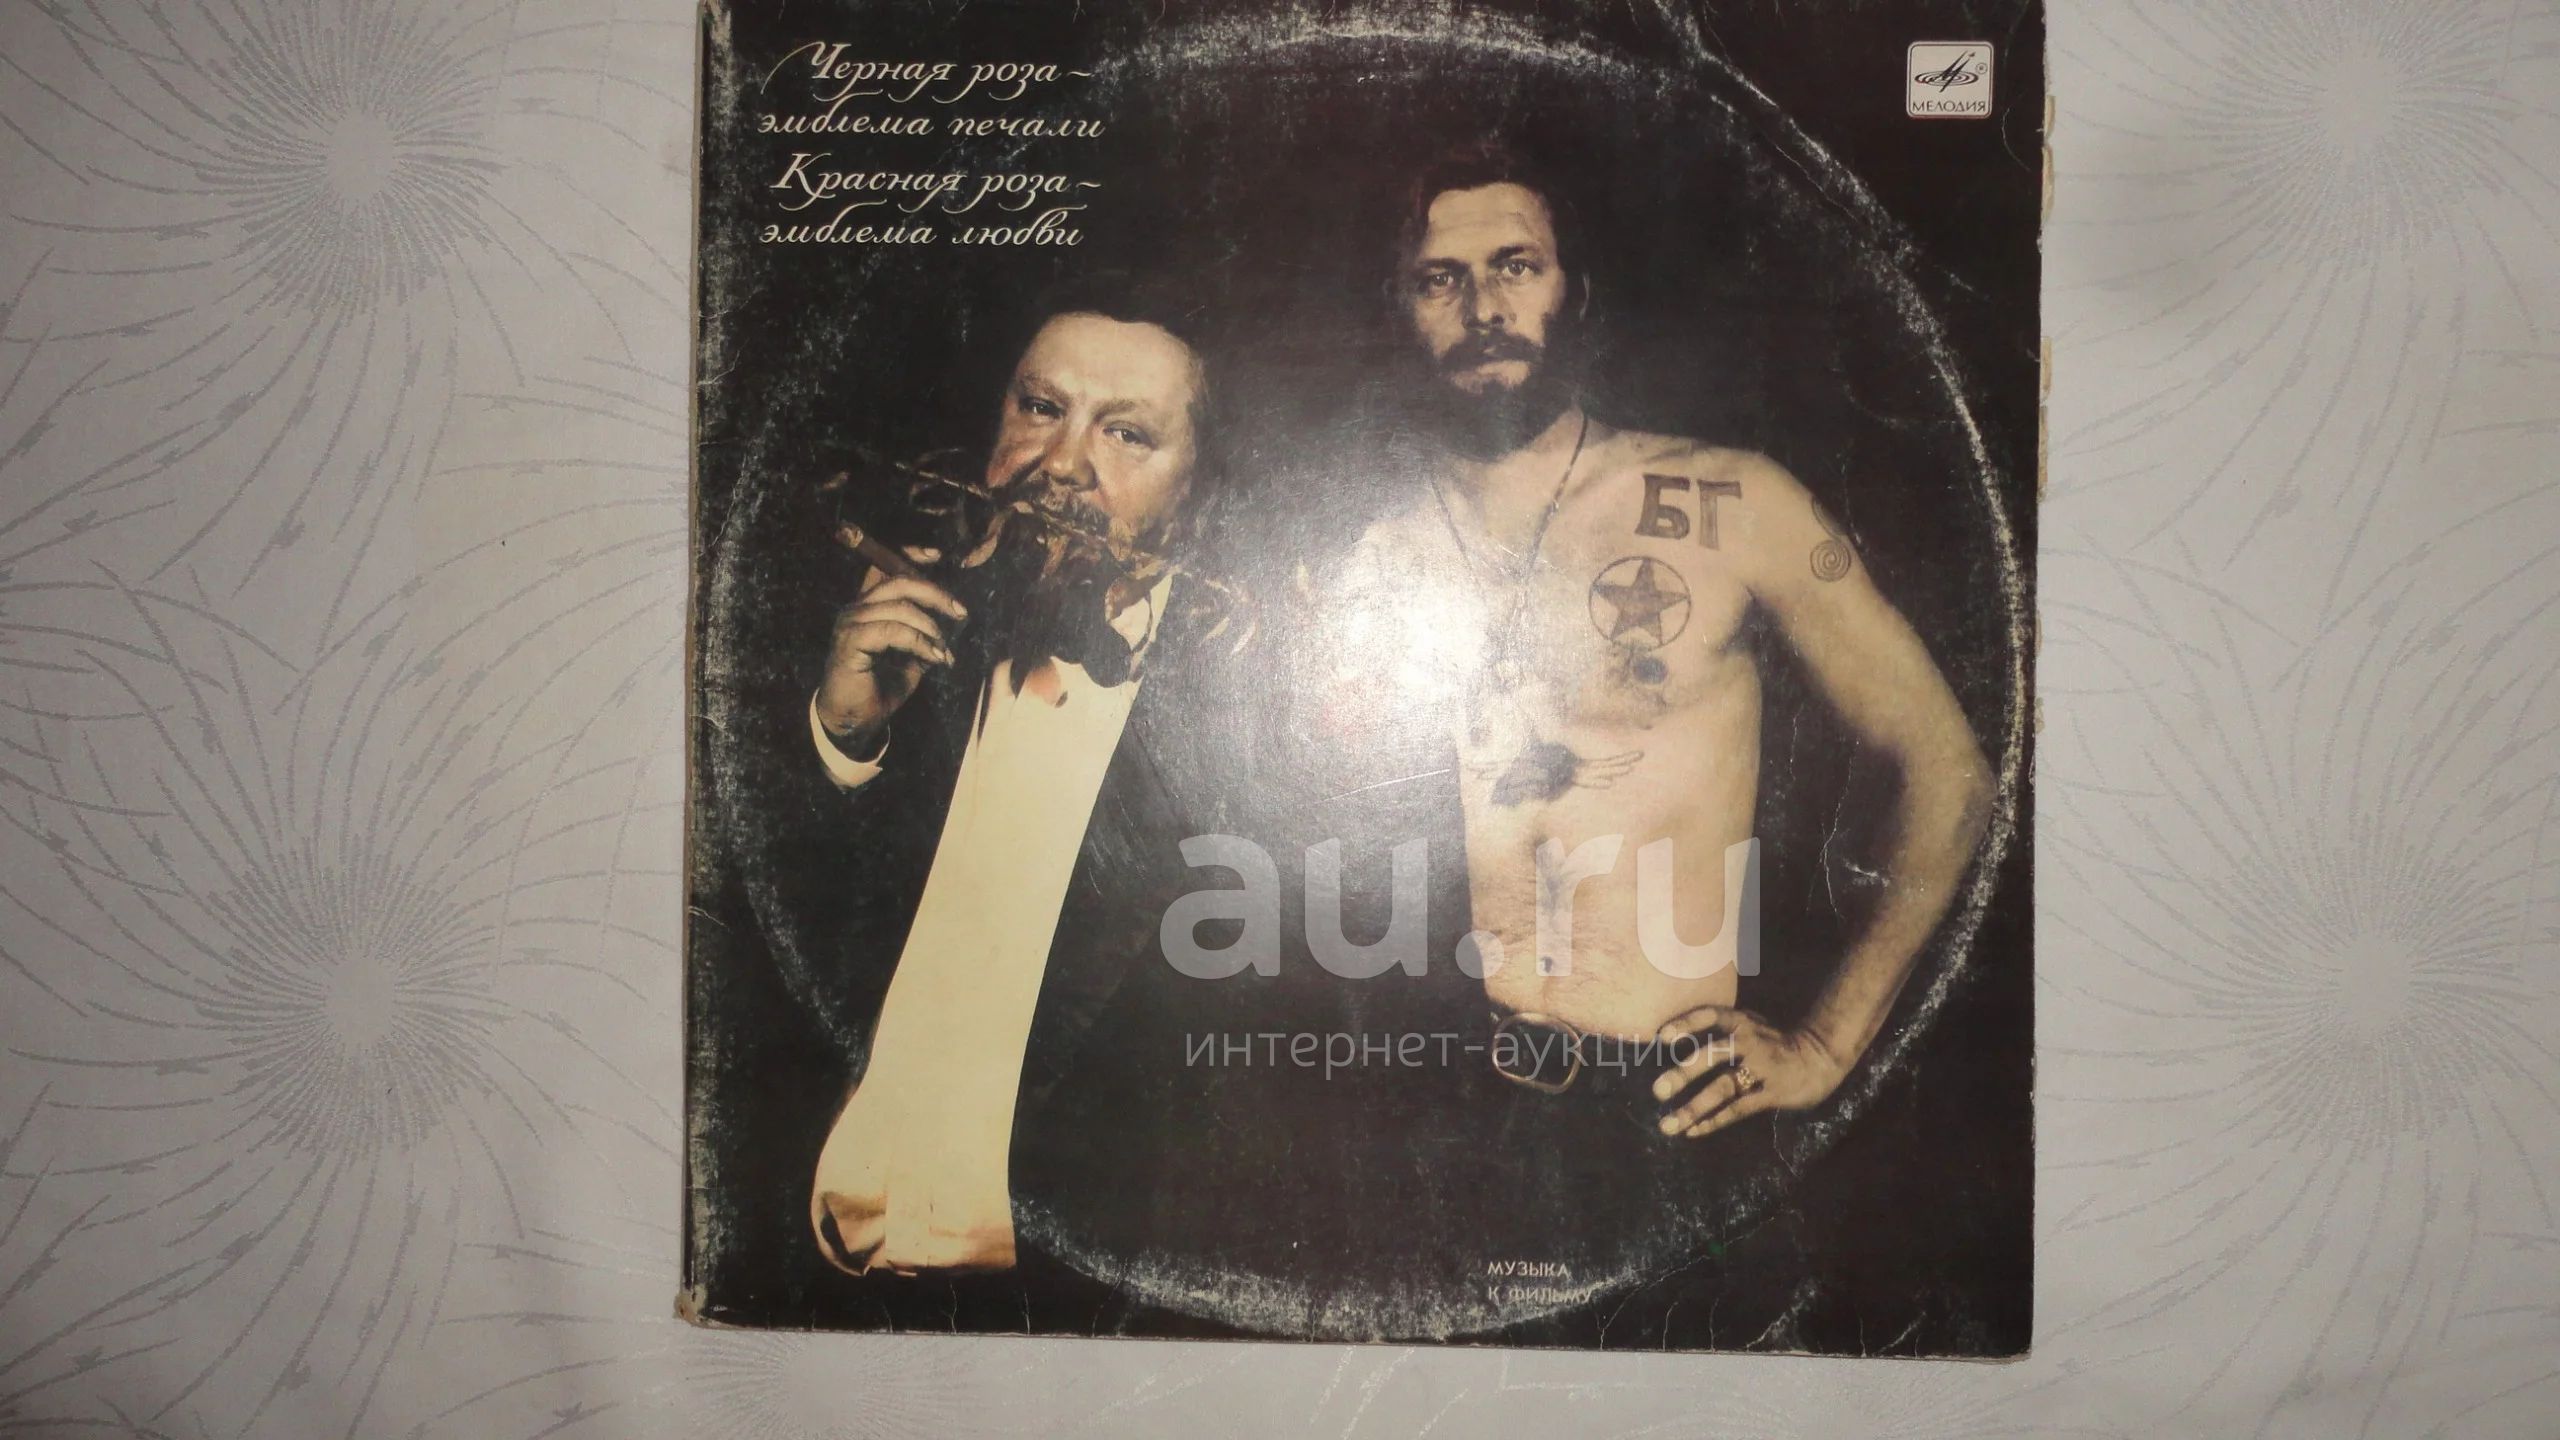 Черная роза –
эмблема печали
Красная роза –
эмблема любви
МЕЛОДИЯ
БГ
au.ru
интернет-аукцион
МУЗЫКА
К ФИЛЬМУ